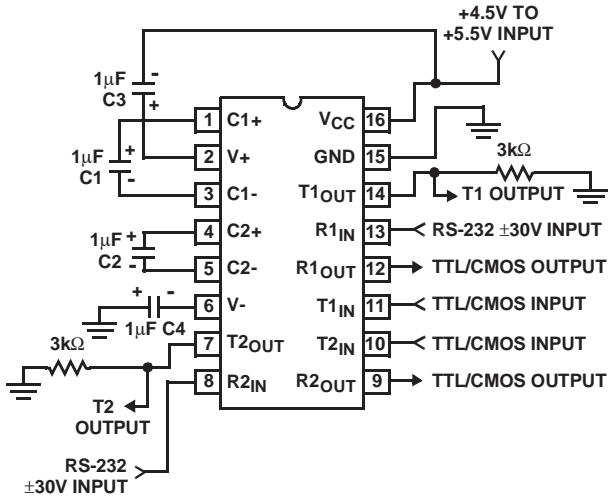 +4.5V TO
+5.5V INPUT
1μF
C3
-
+
1μF
C1
+
-
1μF
C2
+
-
+ -
1μF C4
3kΩ
T2
OUTPUT
RS-232
±30V INPUT
1 C1+
2 V+
3 C1-
4 C2+
5 C2-
6 V-
7 T2OUT
8 R2IN
VCC 16
GND 15
T1OUT 14
R1IN 13
R1OUT 12
T1IN 11
T2IN 10
R2OUT 9
3kΩ
T1 OUTPUT
RS-232 ±30V INPUT
TTL/CMOS OUTPUT
TTL/CMOS INPUT
TTL/CMOS INPUT
TTL/CMOS OUTPUT